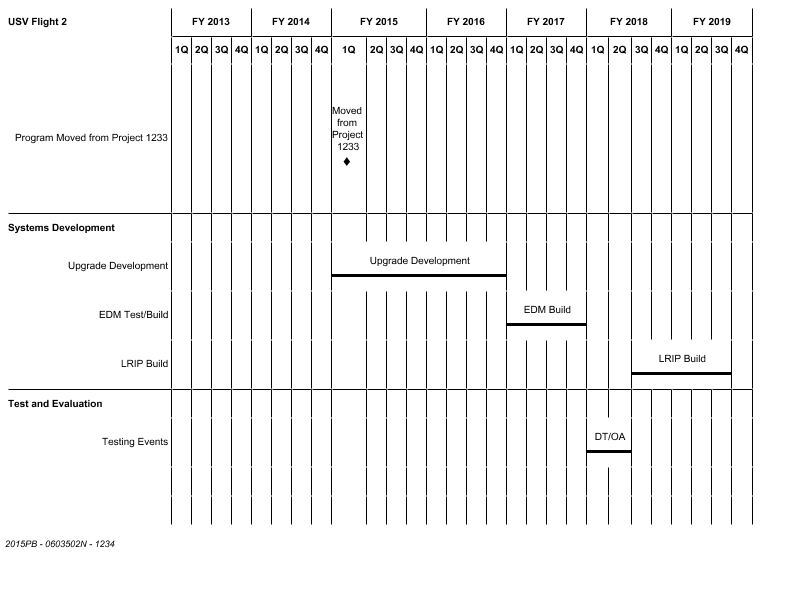 USV Flight 2 FY 2013 FY 2014 FY 2015 FY 2016 FY 2017 FY 2018 FY 2019
1Q 2Q 3Q 4Q 1Q 2Q 3Q 4Q 1Q 2Q 3Q 4Q 1Q 2Q 3Q 4Q 1Q 2Q 3Q 4Q 1Q 2Q 3Q 4Q 1Q 2Q 3Q 4Q
Program Moved from Project 1233
Moved
from
Project
1233
Systems Development
Upgrade Development
Upgrade Development
EDM Test/Build
EDM Build
LRIP Build
LRIP Build
Test and Evaluation
Testing Events
DT/OA
2015PB - 0603502N - 1234